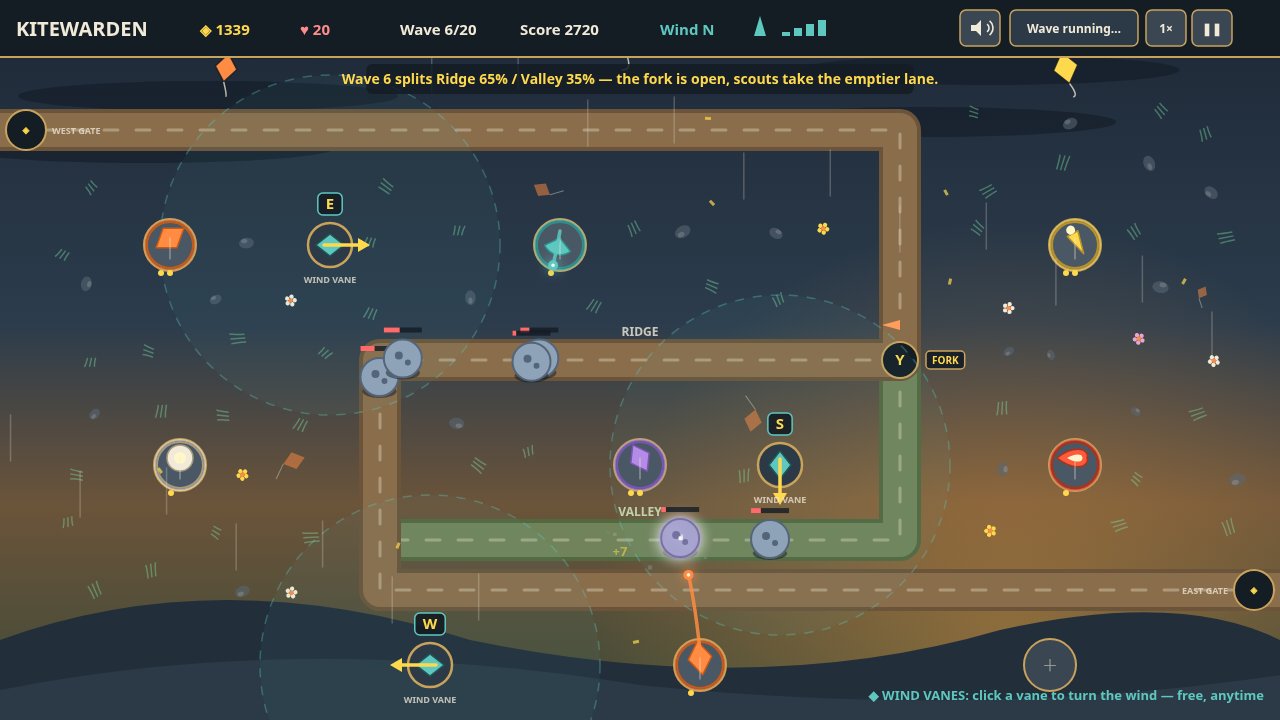 KITEWARDEN
◈ 1339
♥ 20
Wave 6/20
Score 2720
Wind N
Wave running...
1×
Wave 6 splits Ridge 65% / Valley 35% — the fork is open, scouts take the emptier lane.
WEST GATE
E
WIND VANE
RIDGE
Y
FORK
S
WIND VANE
VALLEY
+7
EAST GATE
W
WIND VANE
+
◆ WIND VANES: click a vane to turn the wind — free, anytime